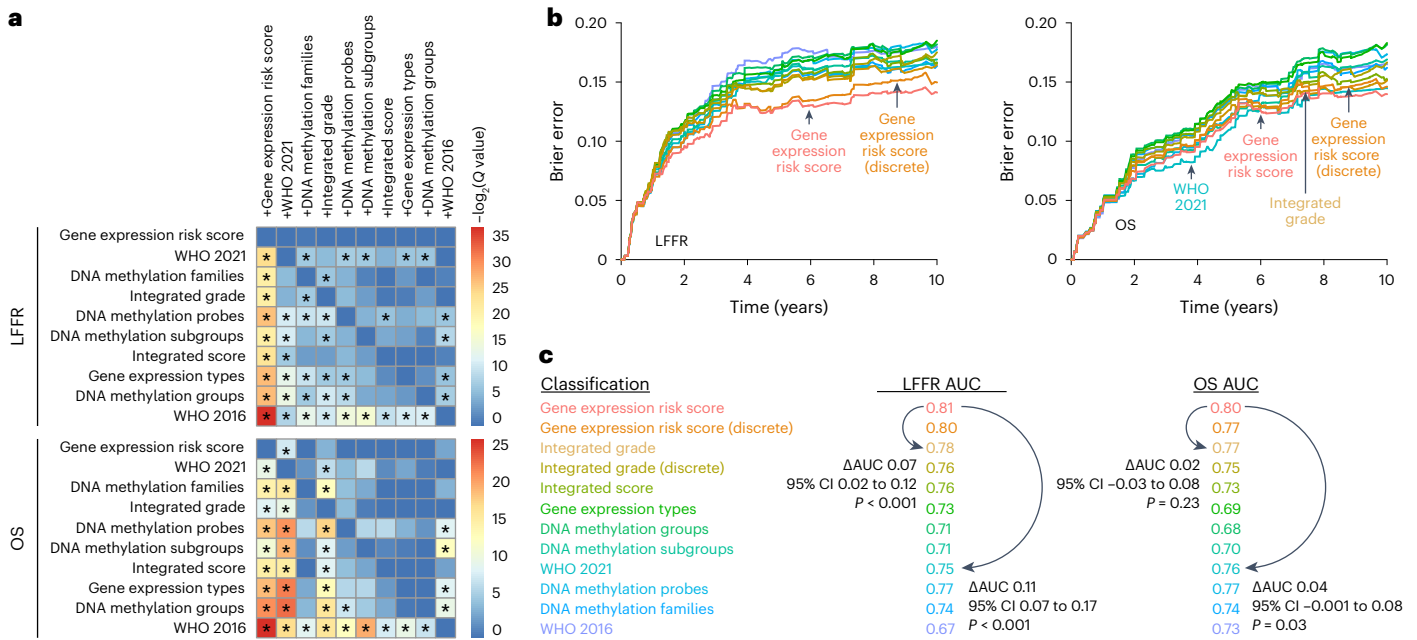 a
+Gene expression risk score
+WHO 2021
+DNA methylation families
+Integrated grade
+DNA methylation probes
+DNA methylation subgroups
+Integrated score
+Gene expression types
+DNA methylation groups
+WHO 2016
−log2(Q value)
LFFR
Gene expression risk score
WHO 2021
* * * * * *
DNA methylation families
* *
Integrated grade
* *
DNA methylation probes
* * * * * *
DNA methylation subgroups
* * * *
Integrated score
* *
Gene expression types
* * * * * *
DNA methylation groups
* * * * * *
WHO 2016
* * * * * * * * *
35
30
25
20
15
10
5
0
OS
Gene expression risk score
*
WHO 2021
* *
DNA methylation families
* * *
Integrated grade
* *
DNA methylation probes
* * * *
DNA methylation subgroups
* * * *
Integrated score
* * *
Gene expression types
* * * *
DNA methylation groups
* * * * *
WHO 2016
* * * * * * * * *
25
20
15
10
5
0
b
Brier error
0.20
0.15
0.10
0.05
0
0 2 4 6 8 10
Time (years)
LFFR
Gene
expression
risk score
Gene
expression
risk score
(discrete)
Brier error
0.20
0.15
0.10
0.05
0
0 2 4 6 8 10
Time (years)
OS
WHO
2021
Gene
expression
risk score
Integrated
grade
Gene
expression
risk score
(discrete)
c
Classification LFFR AUC OS AUC
Gene expression risk score 0.81 0.80
Gene expression risk score (discrete) 0.80 0.77
Integrated grade 0.78 0.77
Integrated grade (discrete) 0.76 0.75
Integrated score 0.76 0.73
Gene expression types 0.73 0.69
DNA methylation groups 0.71 0.68
DNA methylation subgroups 0.71 0.70
WHO 2021 0.75 0.76
DNA methylation probes 0.77 0.77
DNA methylation families 0.74 0.74
WHO 2016 0.67 0.73
ΔAUC 0.07
95% CI 0.02 to 0.12
P < 0.001
ΔAUC 0.11
95% CI 0.07 to 0.17
P < 0.001
ΔAUC 0.02
95% CI −0.03 to 0.08
P = 0.23
ΔAUC 0.04
95% CI −0.001 to 0.08
P = 0.03